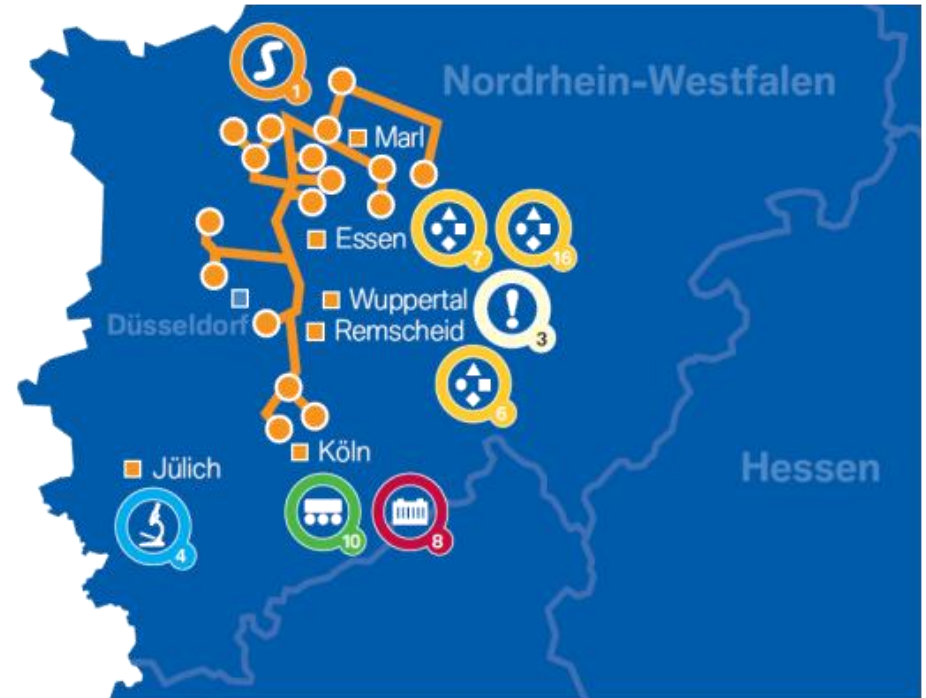 1
Nordrhein-Westfalen
Marl
Essen
7
16
Wuppertal
Düsseldorf
Remscheid
3
6
Köln
Jülich
Hessen
4
10
8